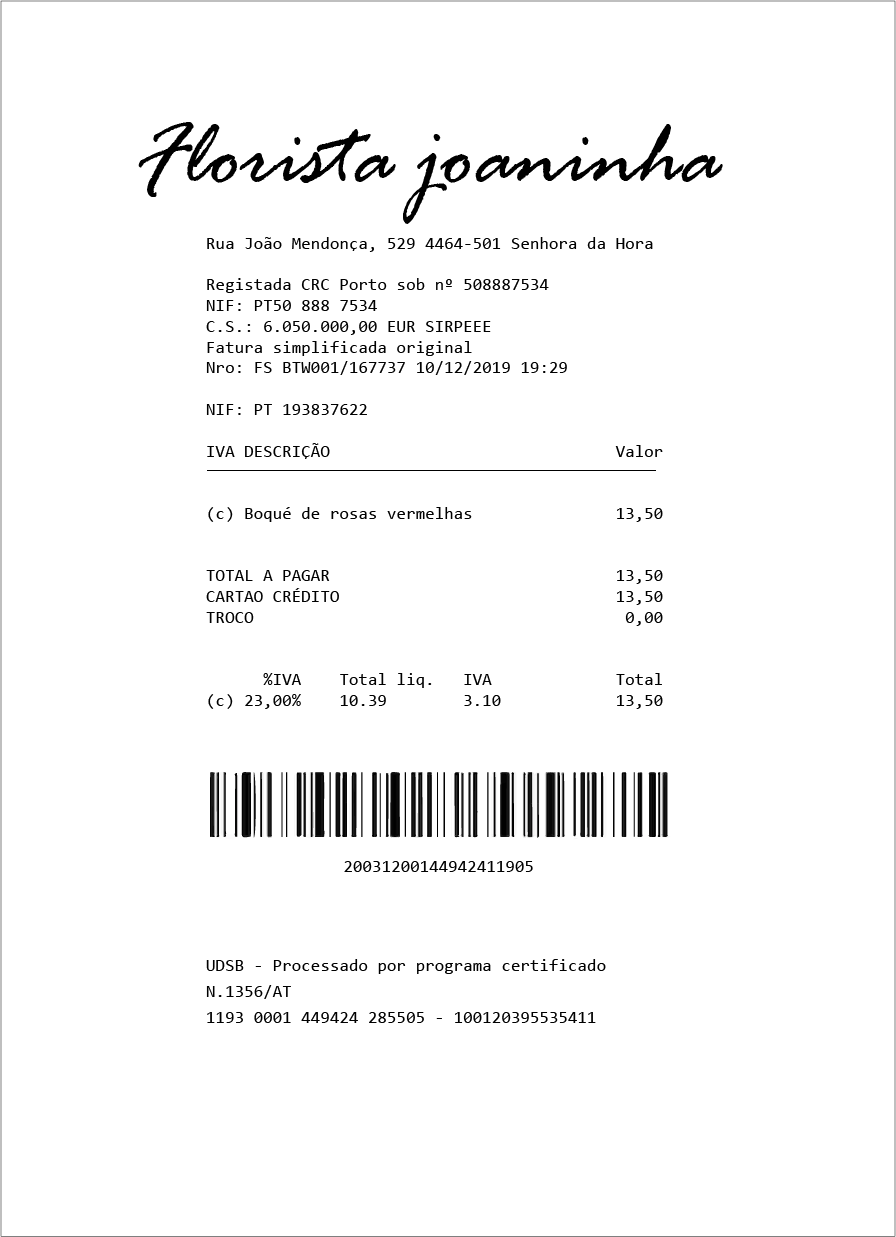 Florista joaninha
Rua João Mendonça, 529 4464-501 Senhora da Hora
Registada CRC Porto sob nº 508887534
NIF: PT50 888 7534
C.S.: 6.050.000,00 EUR SIRPEEE
Fatura simplificada original
Nro: FS BTW001/167737 10/12/2019 19:29
NIF: PT 193837622
IVA DESCRIÇÃO Valor
(c) Boqué de rosas vermelhas 13,50
TOTAL A PAGAR 13,50
CARTAO CRÉDITO 13,50
TROCO 0,00
%IVA Total liq. IVA Total
(c) 23,00% 10.39 3.10 13,50
20031200144942411905
UDSB - Processado por programa certificado
N.1356/AT
1193 0001 449424 285505 - 100120395535411